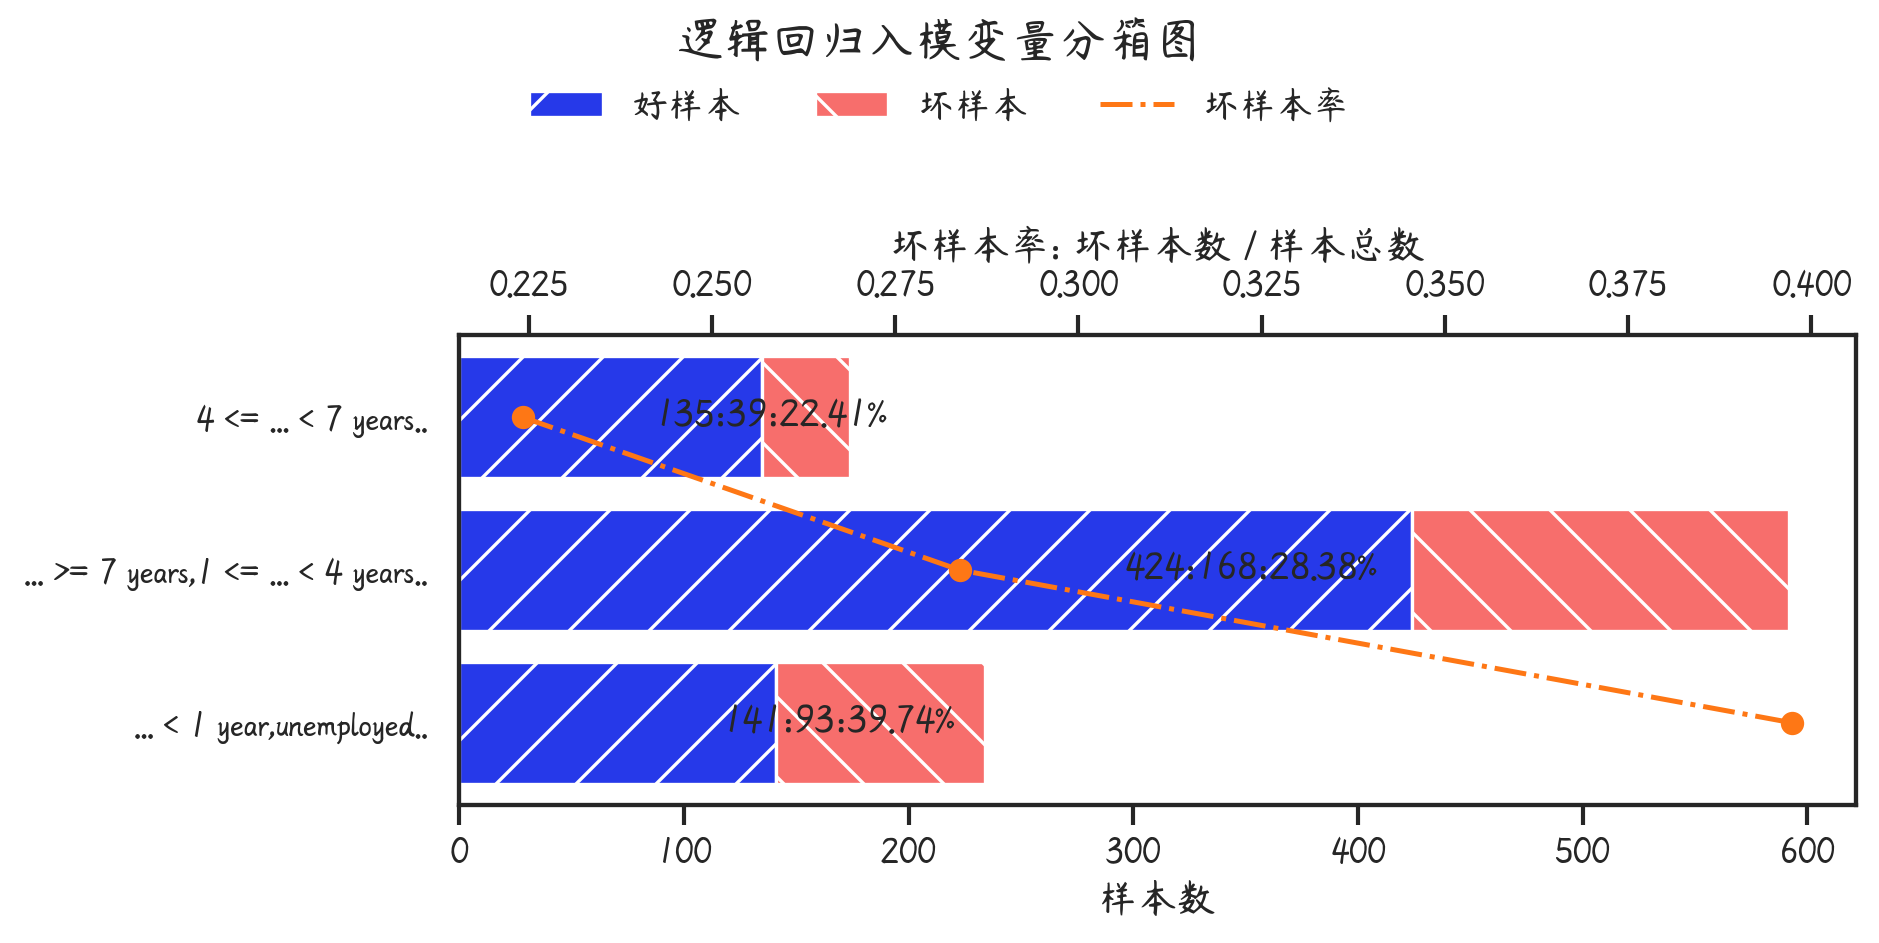 逻辑回归入模变量分箱图
好样本 坏样本 坏样本率
坏样本率: 坏样本数 / 样本总数
0.225 0.250 0.275 0.300 0.325 0.350 0.375 0.400
4 <= ... < 7 years..
135:39:22.41%
... >= 7 years,1 <= ... < 4 years..
424:168:28.38%
... < 1 year,unemployed..
141:93:39.74%
0 100 200 300 400 500 600
样本数